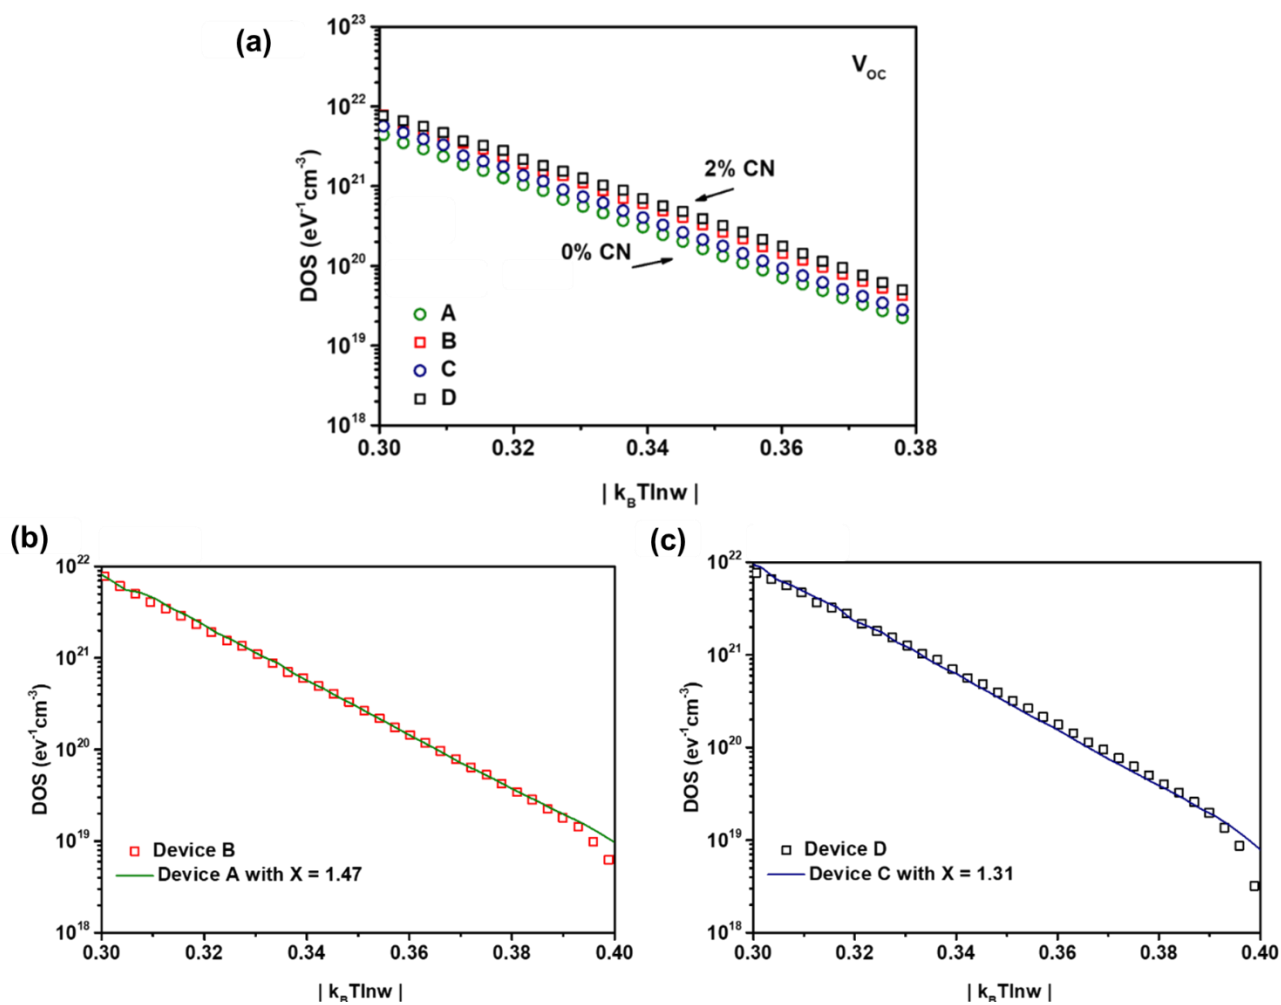 (a)
V_OC
DOS (eV⁻¹cm⁻³)
10²³
10²²
10²¹
10²⁰
10¹⁹
10¹⁸
2% CN
0% CN
A
B
C
D
0.30 0.32 0.34 0.36 0.38
| k_BTlnw |
(b)
DOS (ev⁻¹cm⁻³)
10²²
10²¹
10²⁰
10¹⁹
10¹⁸
Device B
Device A with X = 1.47
0.30 0.32 0.34 0.36 0.38 0.40
| k_BTlnw |
(c)
DOS (ev⁻¹cm⁻³)
10²²
10²¹
10²⁰
10¹⁹
10¹⁸
Device D
Device C with X = 1.31
0.30 0.32 0.34 0.36 0.38 0.40
| k_BTlnw |